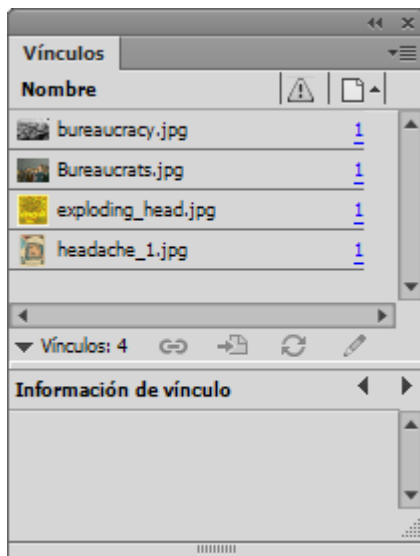 Vínculos
Nombre
bureaucracy.jpg 1
Bureaucrats.jpg 1
exploding_head.jpg 1
headache_1.jpg 1
Vínculos: 4
Información de vínculo